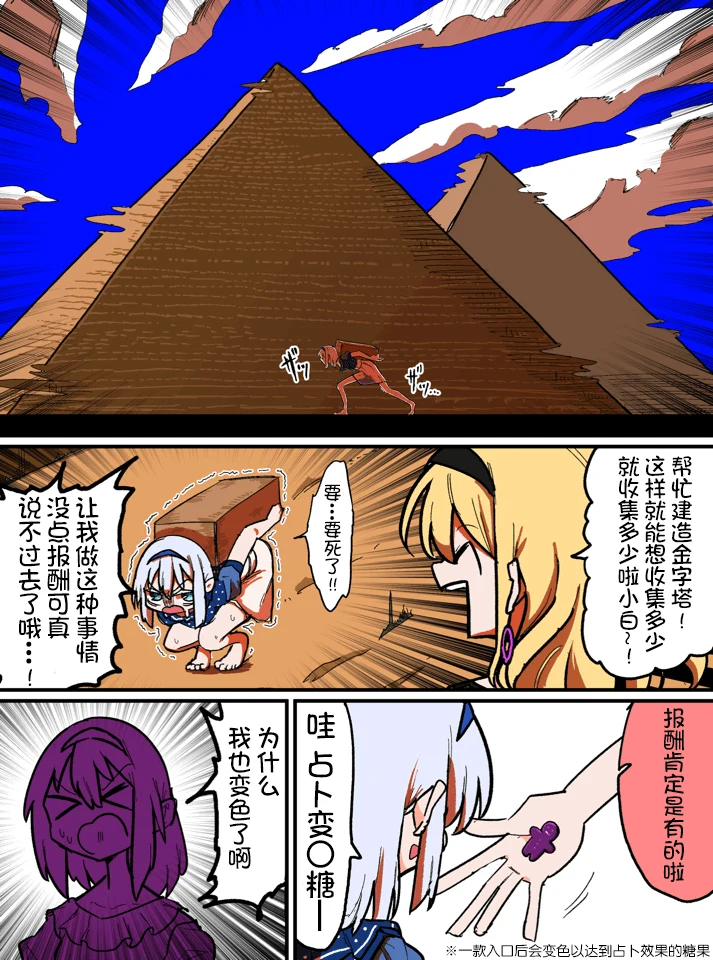 ザッ
ザッ…
帮忙建造金字塔！
这样就能想收集多少
就收集多少啦小白~！
要…要死了!!
让我做这种事情
没点报酬可真
说不过去了哦…！
报酬肯定是有的啦
哇 占卜变〇糖ー
为什么
我也变色了啊
※一款入口后会变色以达到占卜效果的糖果